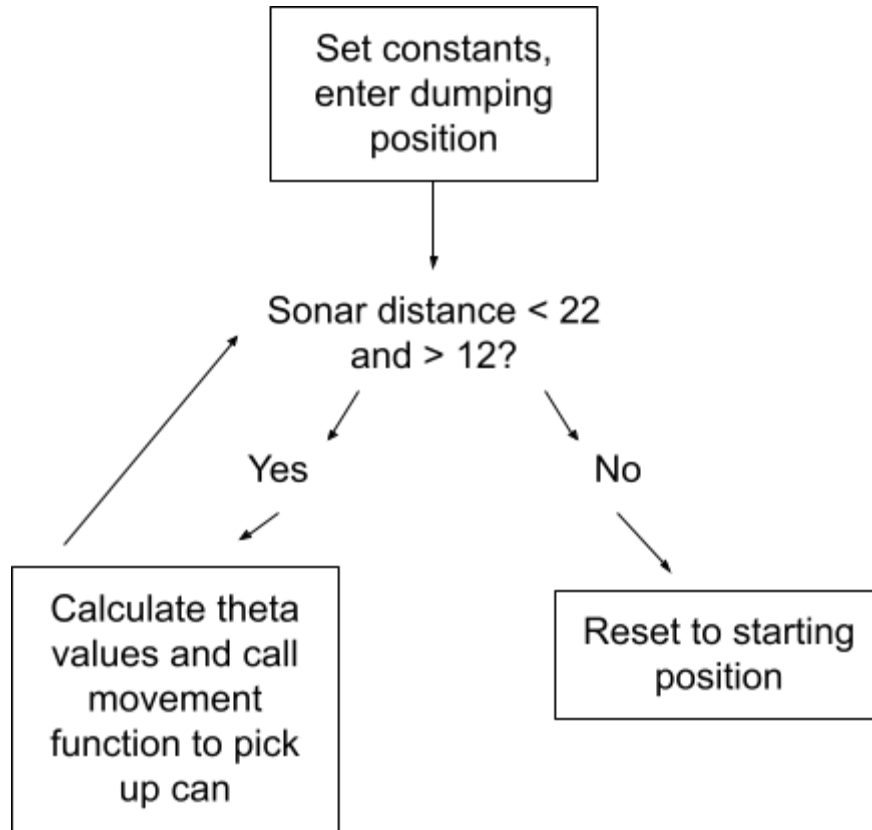 Set constants,
enter dumping
position
Sonar distance < 22
and > 12?
Yes
No
Calculate theta
values and call
movement
function to pick
up can
Reset to starting
position